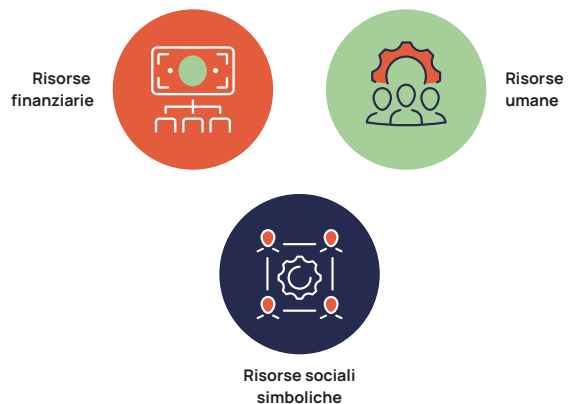 Risorse
finanziarie
Risorse
umane
Risorse sociali
simboliche